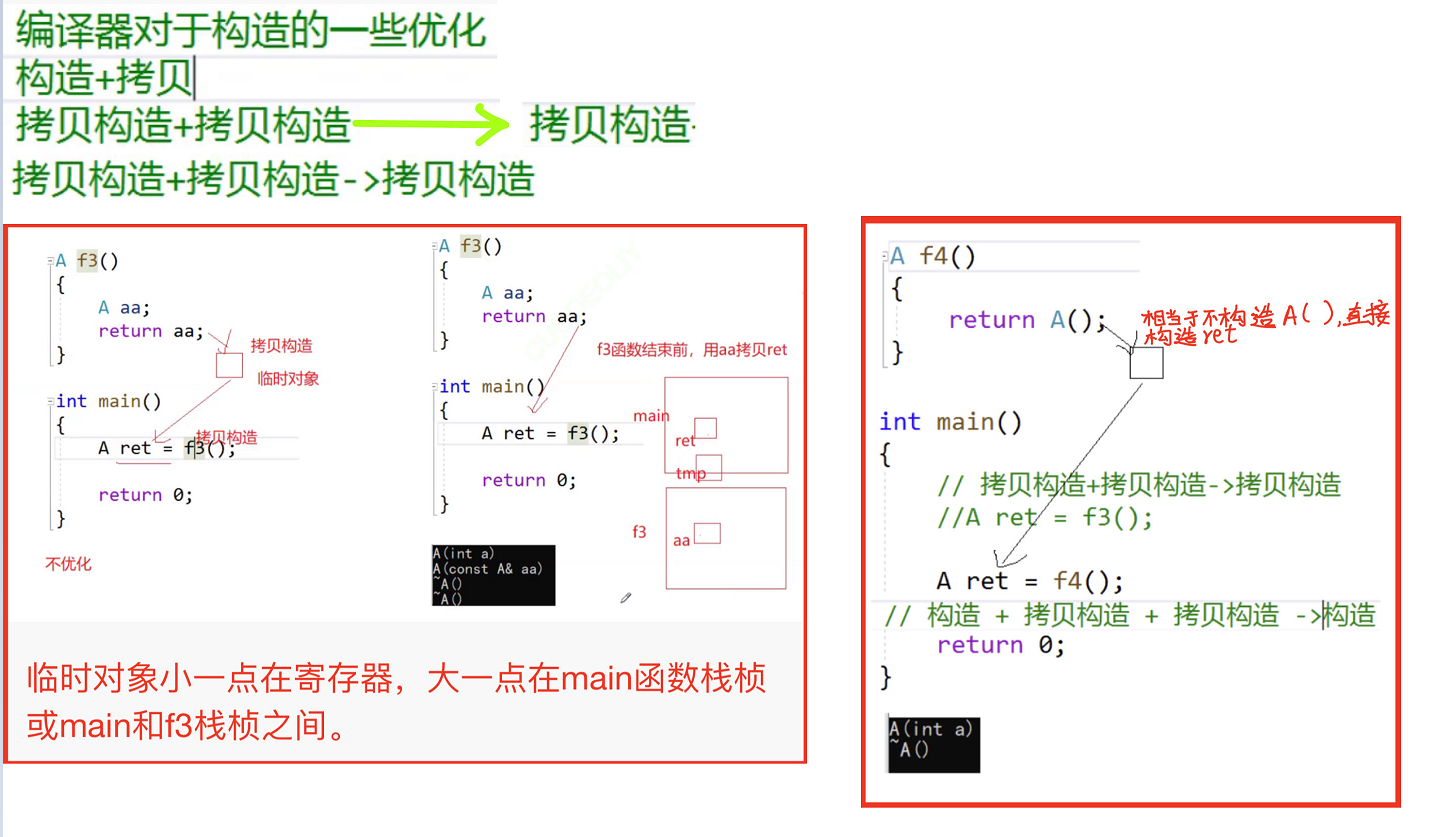 编译器对于构造的一些优化
构造+拷贝
拷贝构造+拷贝构造
拷贝构造
拷贝构造+拷贝构造->拷贝构造
A f3()
{
A aa;
return aa;
}
拷贝构造
临时对象
int main()
{
拷贝构造
A ret = f3();
return 0;
}
不优化
A f3()
{
A aa;
return aa;
}
f3函数结束前，用aa拷贝ret
int main()
{
A ret = f3();
return 0;
}
main
ret
tmp
f3
aa
A(int a)
A(const A& aa)
~A()
~A()
临时对象小一点在寄存器，大一点在main函数栈桢
或main和f3栈桢之间。
A f4()
{
return A();
}
相当于不构造A()，直接
构造ret
int main()
{
// 拷贝构造+拷贝构造->拷贝构造
//A ret = f3();
A ret = f4();
// 构造 + 拷贝构造 + 拷贝构造 ->构造
return 0;
}
A(int a)
~A()